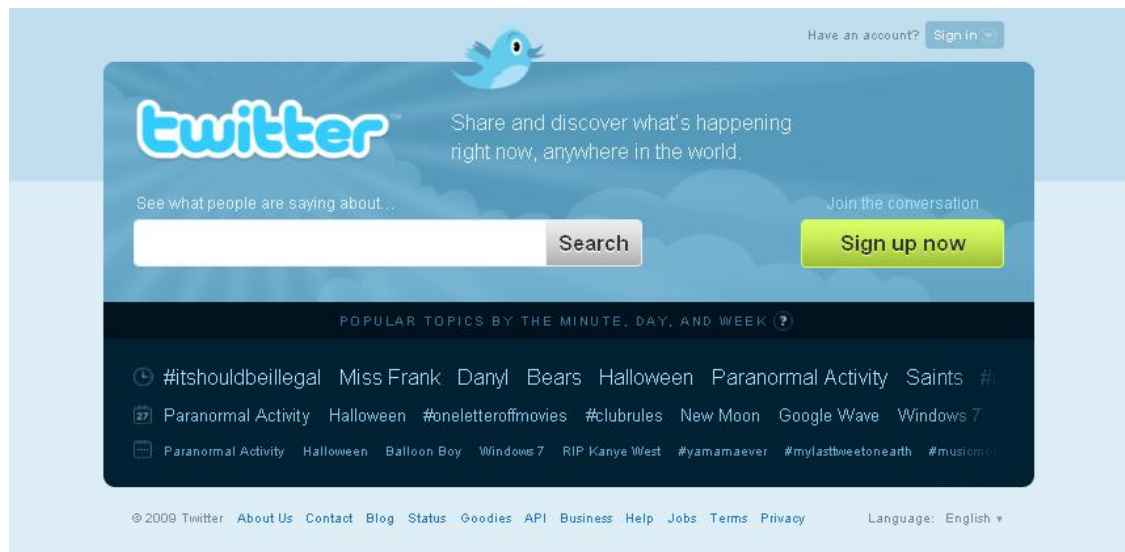 Have an account? Sign in
twitter™
Share and discover what's happening
right now, anywhere in the world.
See what people are saying about...
Search
Join the conversation
Sign up now
POPULAR TOPICS BY THE MINUTE, DAY, AND WEEK ?
#itshouldbeillegal Miss Frank Danyl Bears Halloween Paranormal Activity Saints
27 Paranormal Activity Halloween #oneletteroffmovies #clubrules New Moon Google Wave Windows 7
Paranormal Activity Halloween Balloon Boy Windows 7 RIP Kanye West #yamamaever #mylasttweetonearth
© 2009 Twitter About Us Contact Blog Status Goodies API Business Help Jobs Terms Privacy Language: English